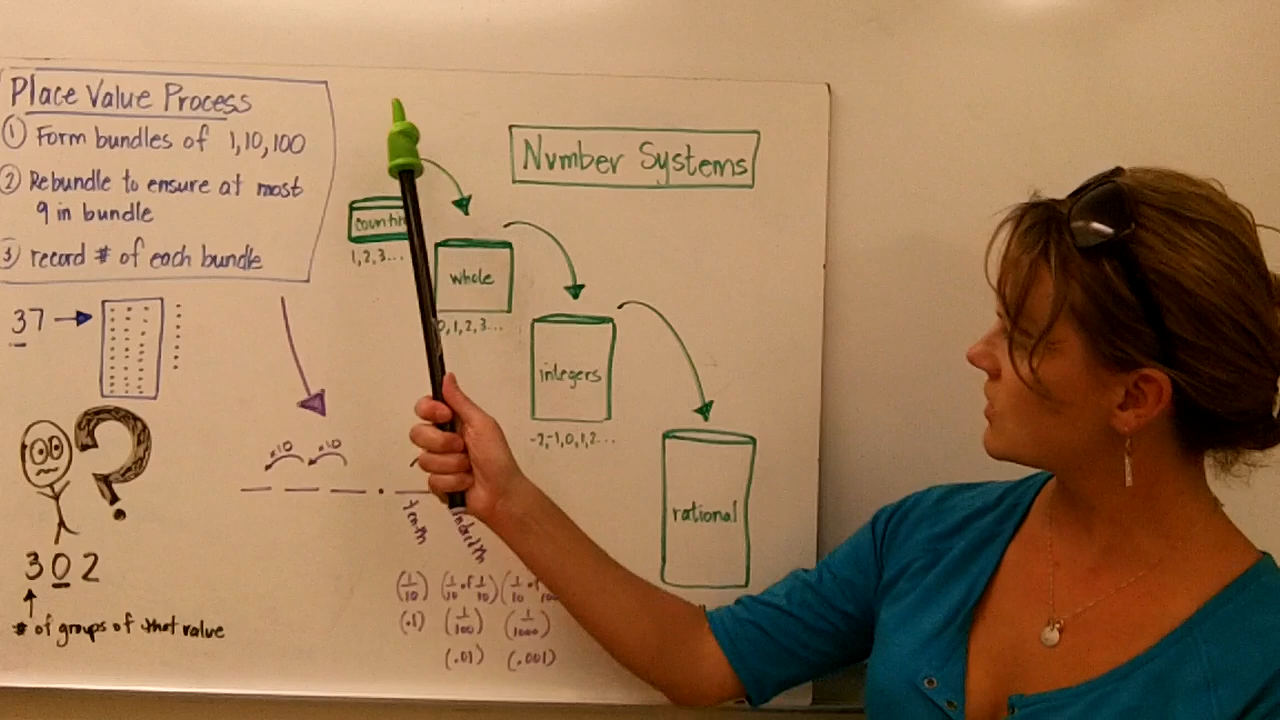 Place Value Process
① Form bundles of 1,10,100
② Rebundle to ensure at most
9 in bundle
③ record # of each bundle
37
302
# of groups of that value
×10 ×10
.
tenth
(1/10) (1/10 of 1/10) (1/10 of
(.1) (1/100) (1/1000)
(.01) (.001)
Number Systems
1,2,3...
whole
0,1,2,3...
integers
-2,-1,0,1,2...
rational